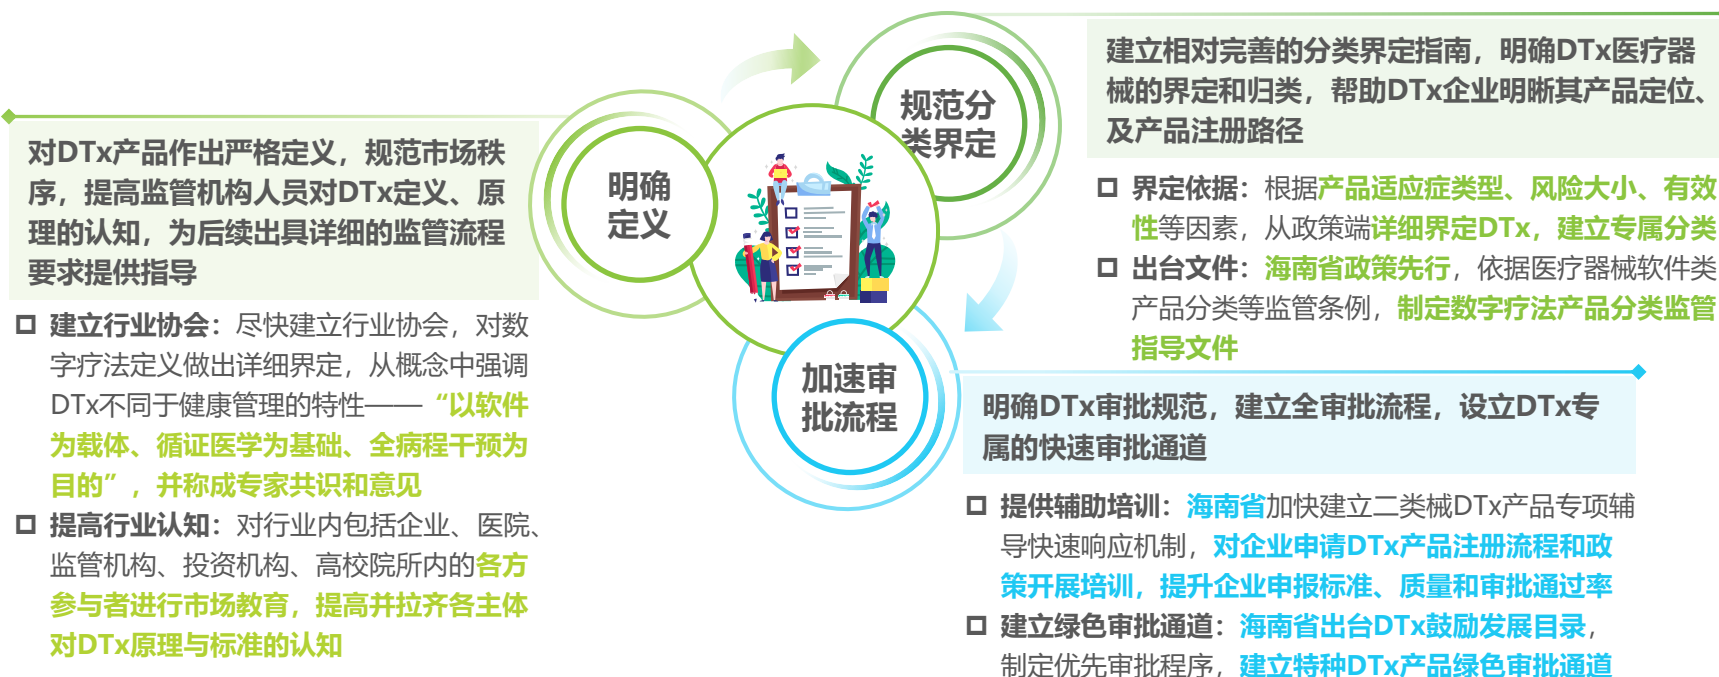 对DTx产品作出严格定义，规范市场秩
序，提高监管机构人员对DTx定义、原
理的认知，为后续出具详细的监管流程
要求提供指导
建立行业协会：尽快建立行业协会，对数
字疗法定义做出详细界定，从概念中强调
DTx不同于健康管理的特性——“以软件
为载体、循证医学为基础、全病程干预为
目的”，并称成专家共识和意见
提高行业认知：对行业内包括企业、医院、
监管机构、投资机构、高校院所内的各方
参与者进行市场教育，提高并拉齐各主体
对DTx原理与标准的认知
明确
定义
规范分
类界定
加速审
批流程
建立相对完善的分类界定指南，明确DTx医疗器
械的界定和归类，帮助DTx企业明晰其产品定位、
及产品注册路径
界定依据：根据产品适应症类型、风险大小、有效
性等因素，从政策端详细界定DTx，建立专属分类
出台文件：海南省政策先行，依据医疗器械软件类
产品分类等监管条例，制定数字疗法产品分类监管
指导文件
明确DTx审批规范，建立全审批流程，设立DTx专
属的快速审批通道
提供辅助培训：海南省加快建立二类械DTx产品专项辅
导快速响应机制，对企业申请DTx产品注册流程和政
策开展培训，提升企业申报标准、质量和审批通过率
建立绿色审批通道：海南省出台DTx鼓励发展目录，
制定优先审批程序，建立特种DTx产品绿色审批通道